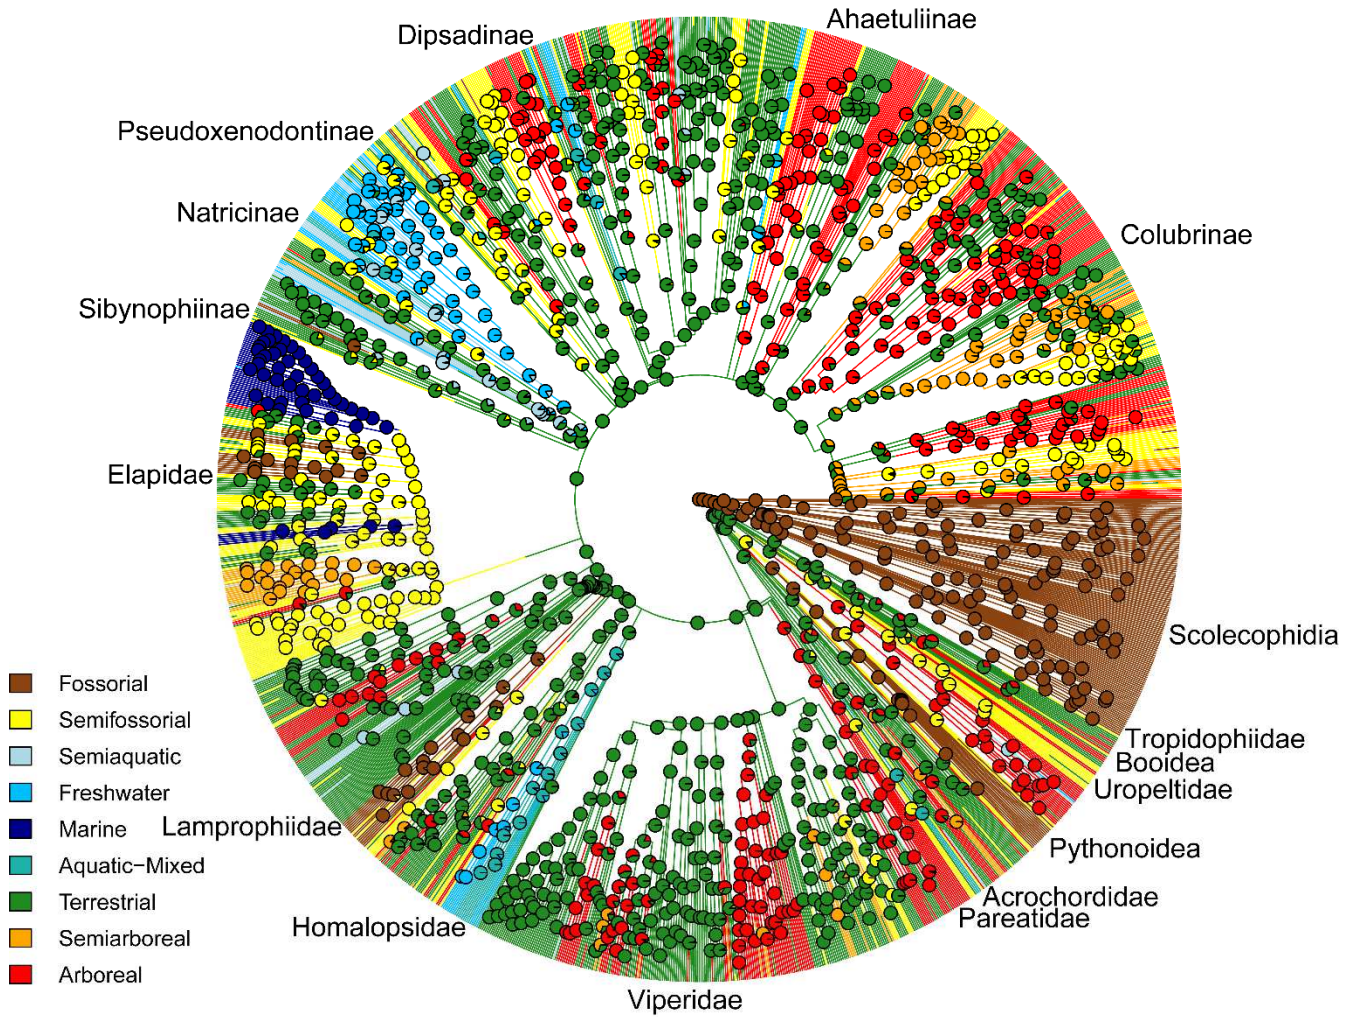 Ahaetuliinae
Dipsadinae
Pseudoxenodontinae
Natricinae
Colubrinae
Sibynophiinae
Elapidae
Scolecophidia
Fossorial
Semifossorial
Semiaquatic
Freshwater
Marine
Aquatic−Mixed
Terrestrial
Semiarboreal
Arboreal
Tropidophiidae
Booidea
Uropeltidae
Lamprophiidae
Pythonoidea
Acrochordidae
Pareatidae
Homalopsidae
Viperidae